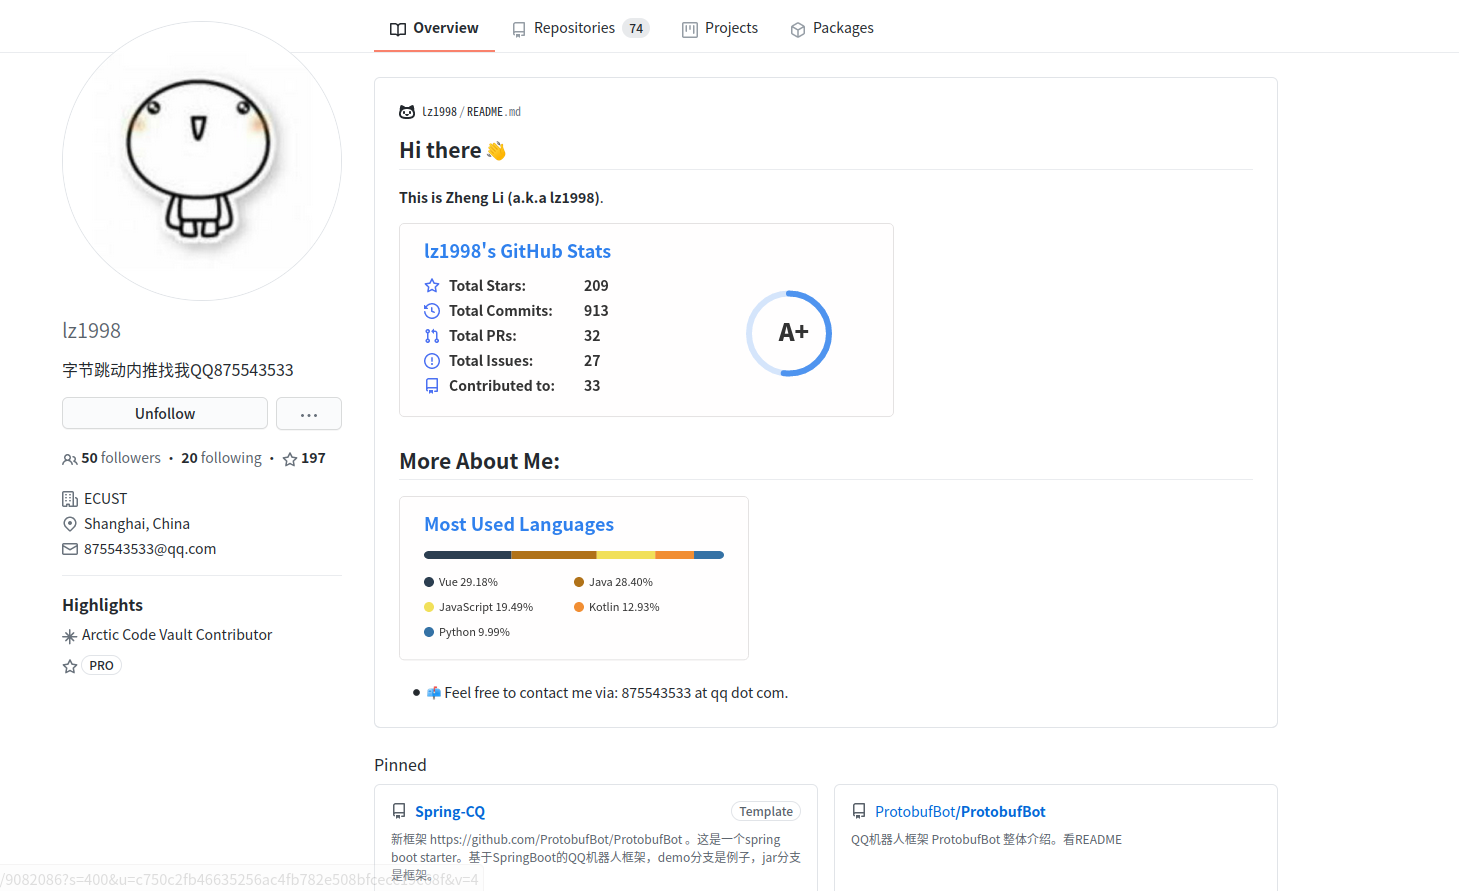 Overview
Repositories 74
Projects
Packages
lz1998
字节跳动内推找我QQ875543533
Unfollow
...
50 followers · 20 following · 197
ECUST
Shanghai, China
875543533@qq.com
Highlights
Arctic Code Vault Contributor
PRO
lz1998 / README.md
Hi there 👋
This is Zheng Li (a.k.a lz1998).
lz1998's GitHub Stats
Total Stars: 209
Total Commits: 913
Total PRs: 32
Total Issues: 27
Contributed to: 33
A+
More About Me:
Most Used Languages
Vue 29.18%
Java 28.40%
JavaScript 19.49%
Kotlin 12.93%
Python 9.99%
• 📫 Feel free to contact me via: 875543533 at qq dot com.
Pinned
Spring-CQ
Template
新框架 https://github.com/ProtobufBot/ProtobufBot 。这是一个spring
boot starter。基于SpringBoot的QQ机器人框架，demo分支是例子，jar分支
是框架。
ProtobufBot/ProtobufBot
QQ机器人框架 ProtobufBot 整体介绍。看README